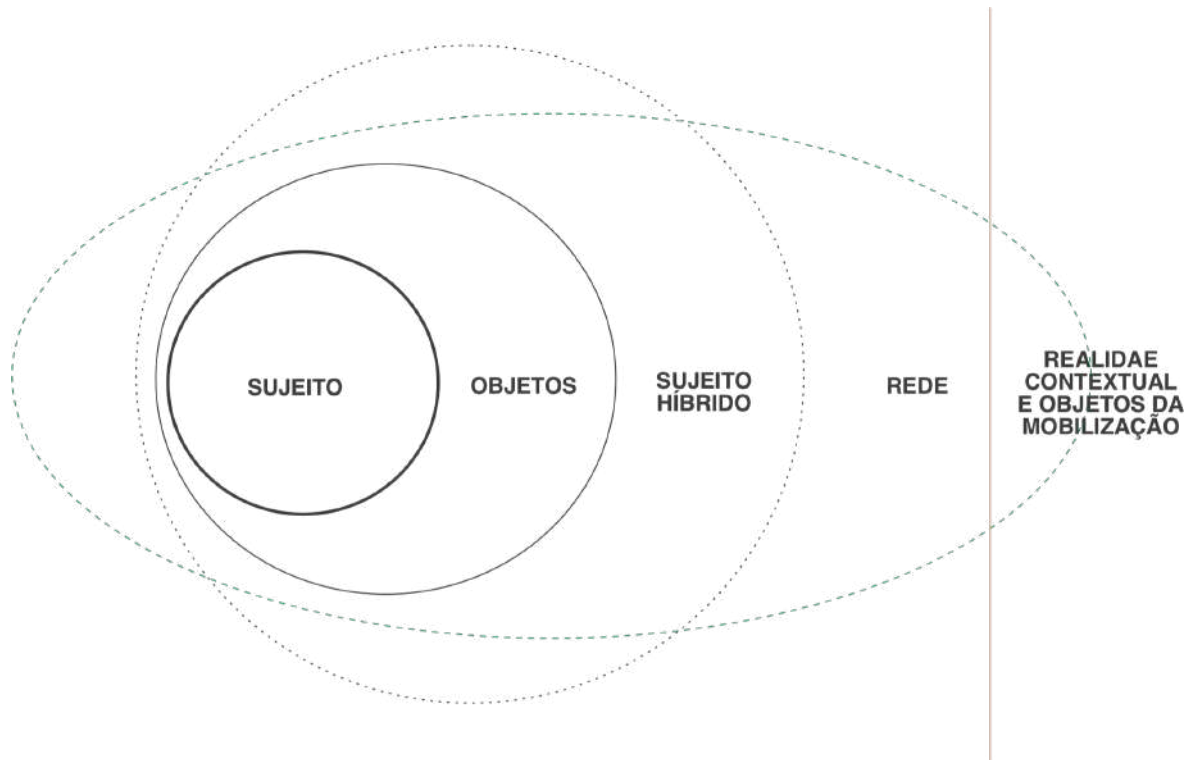 SUJEITO
OBJETOS
SUJEITO
HÍBRIDO
REDE
REALIDAE
CONTEXTUAL
E OBJETOS DA
MOBILIZAÇÃO